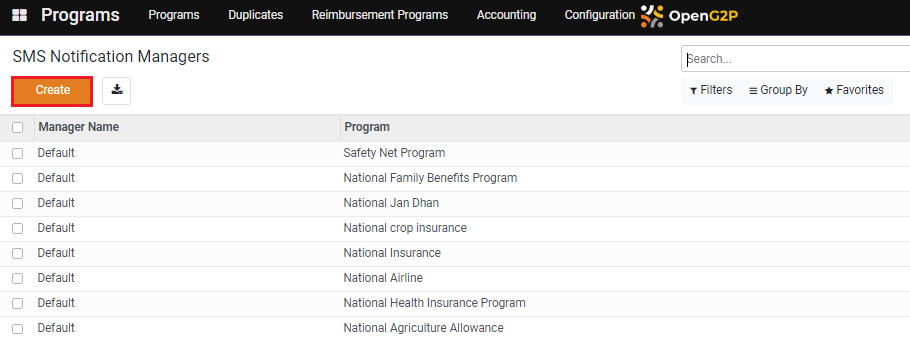 Programs Programs Duplicates Reimbursement Programs Accounting Configuration OpenG2P
SMS Notification Managers
Search...
Create
Filters Group By Favorites
Manager Name Program
Default Safety Net Program
Default National Family Benefits Program
Default National Jan Dhan
Default National crop insurance
Default National Insurance
Default National Airline
Default National Health Insurance Program
Default National Agriculture Allowance